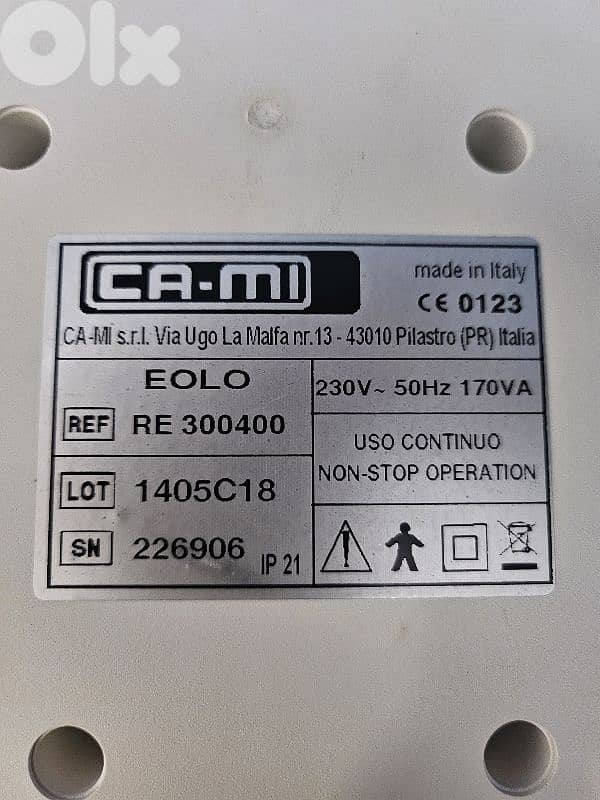 OLX
CA-MI
made in Italy
CE 0123
CA-MI s.r.l. Via Ugo La Malfa nr.13 - 43010 Pilastro (PR) Italia
EOLO
230V~ 50Hz 170VA
REF RE 300400
USO CONTINUO
NON-STOP OPERATION
LOT 1405C18
SN 226906 IP 21